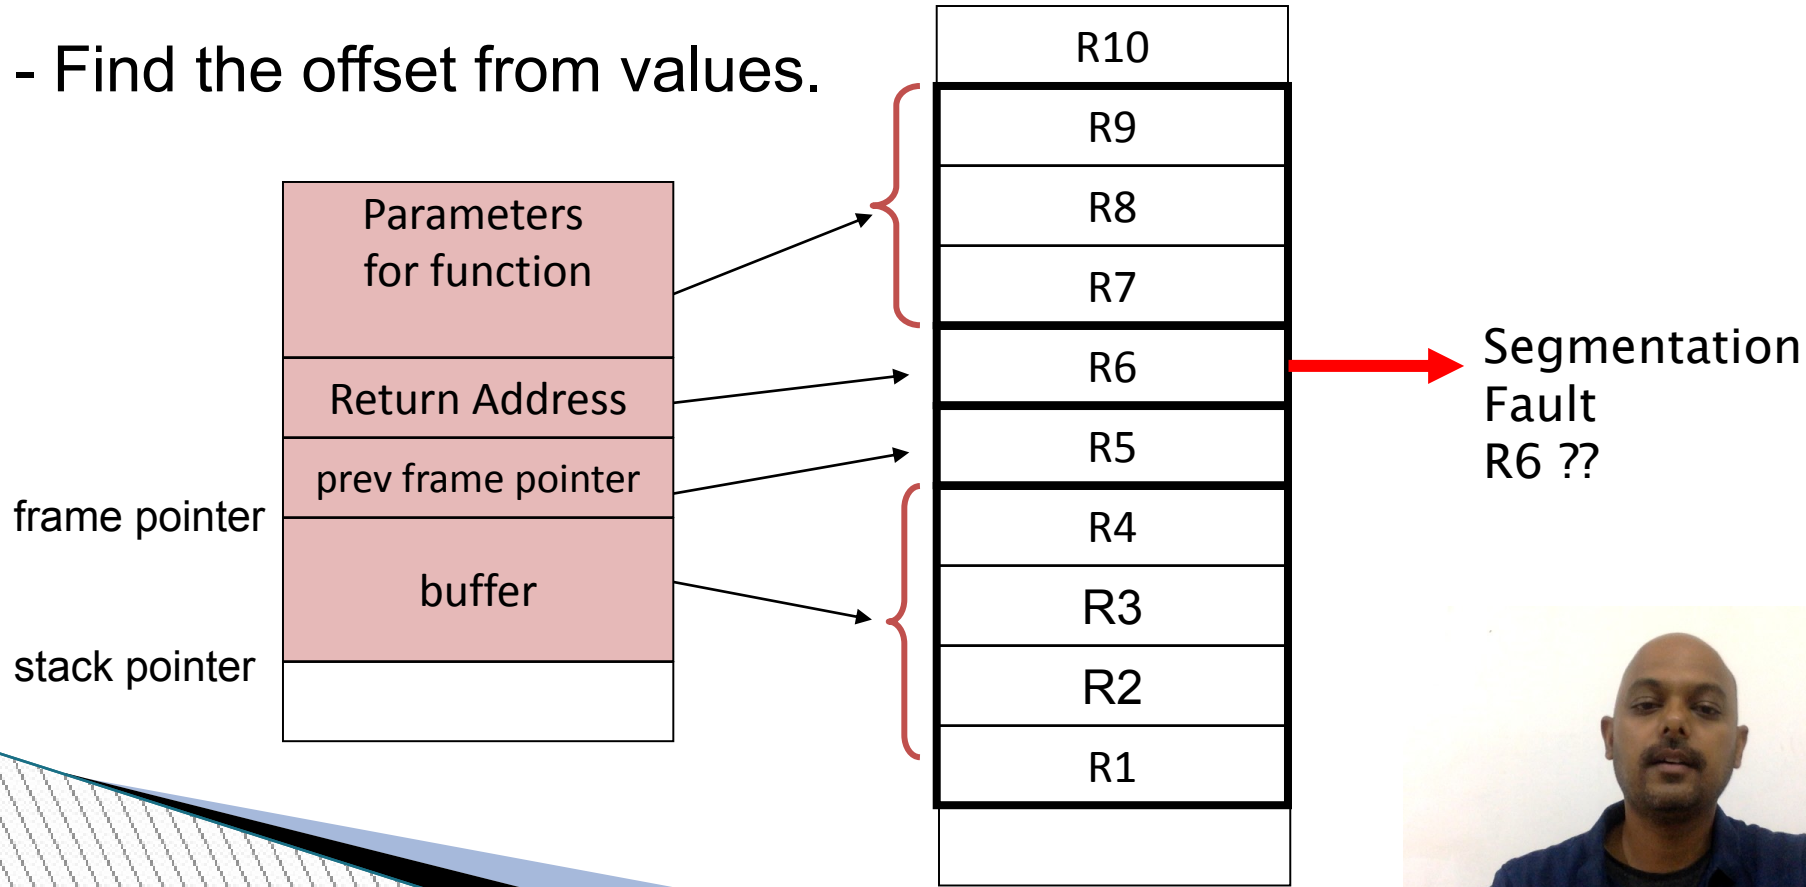 - Find the offset from values.
Parameters
for function
Return Address
prev frame pointer
buffer
frame pointer
stack pointer
R10
R9
R8
R7
R6
R5
R4
R3
R2
R1
Segmentation
Fault
R6 ??